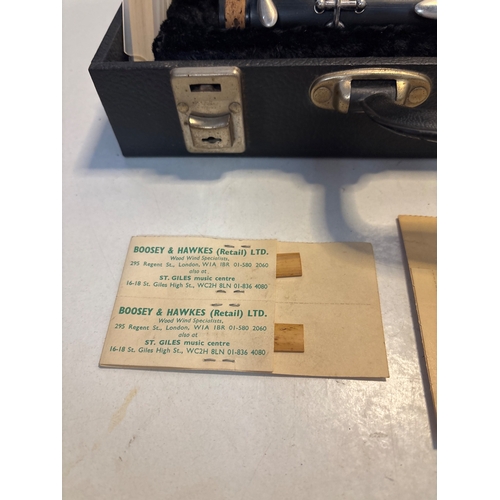 BOOSEY & HAWKES (Retail) LTD.
Wood Wind Specialists,
295 Regent St., London, W1A 1BR 01-580 2060
also at
ST. GILES music centre
16-18 St. Giles High St., WC2H 8LN 01-836 4080
BOOSEY & HAWKES (Retail) LTD.
Wood Wind Specialists,
295 Regent St., London, W1A 1BR 01-580 2060
also at
ST. GILES music centre
16-18 St. Giles High St., WC2H 8LN 01-836 4080